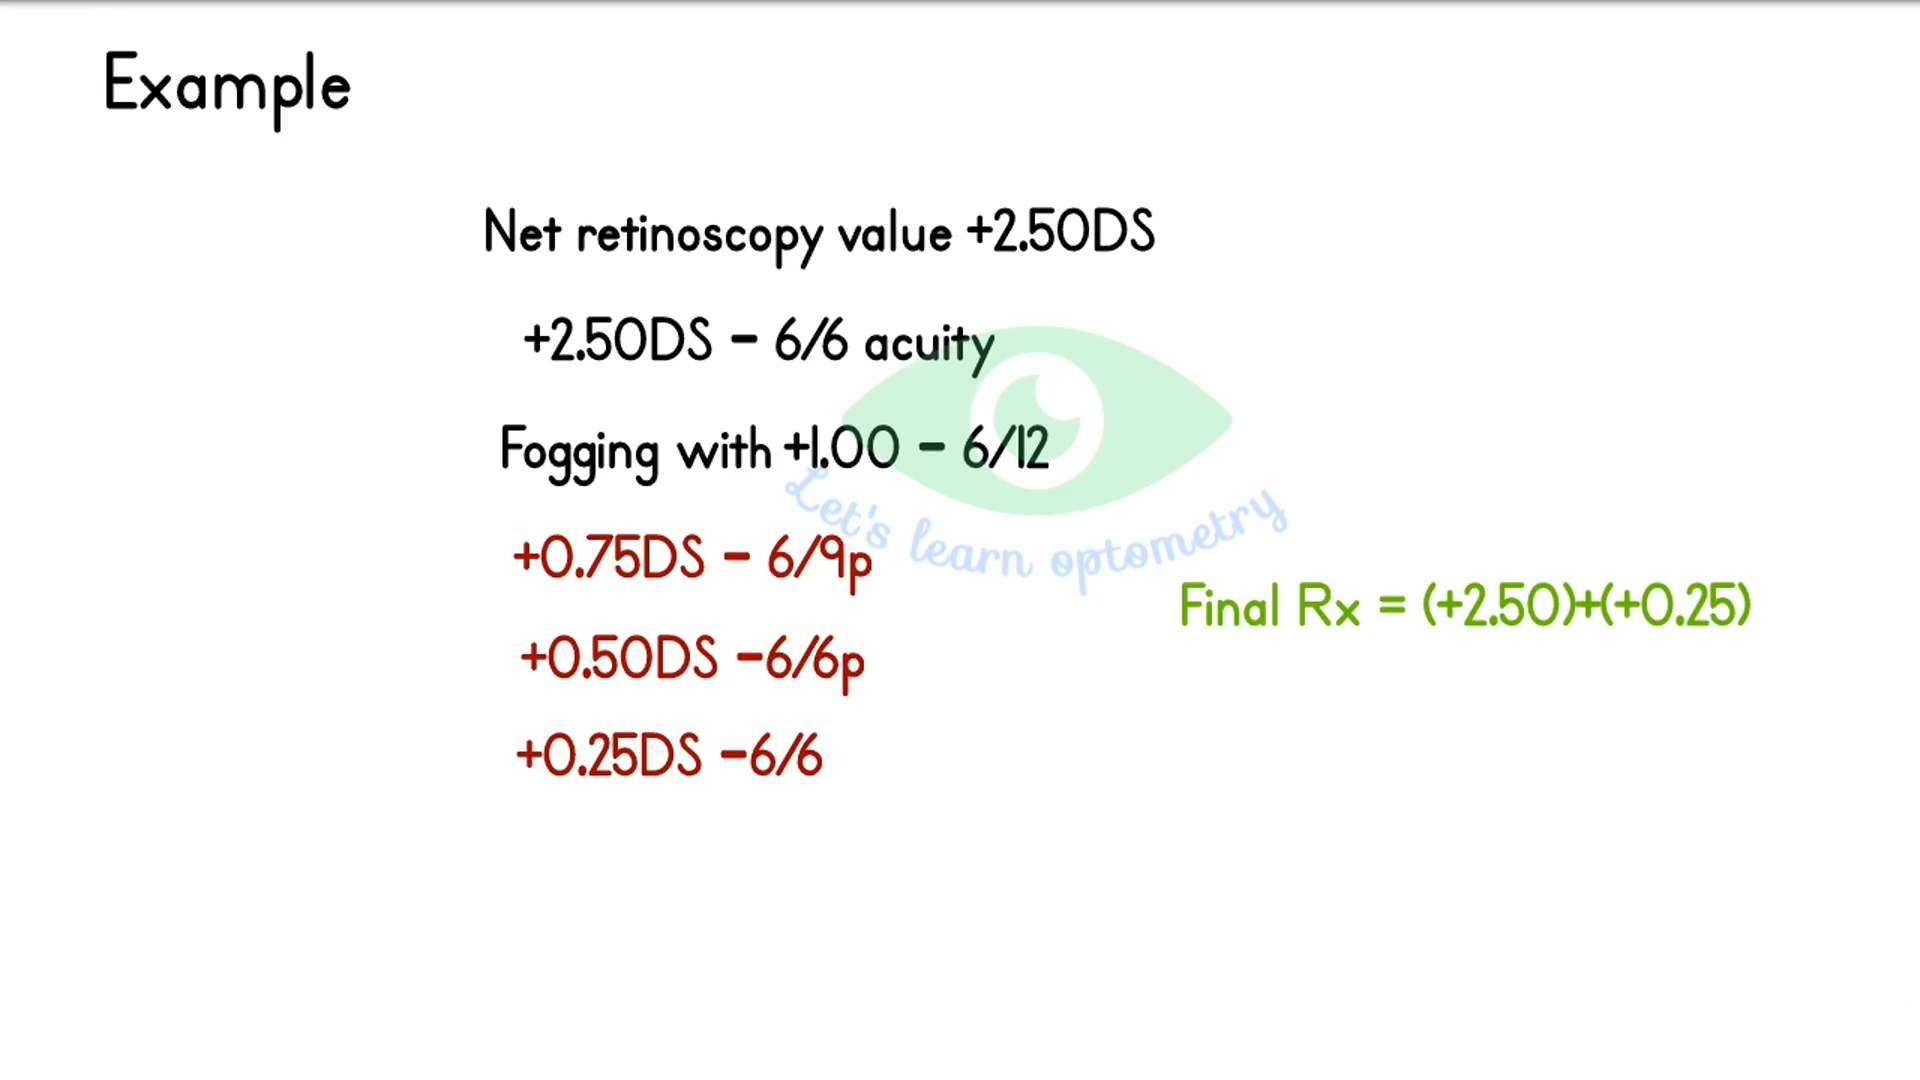 Example
Net retinoscopy value +2.50DS
+2.50DS - 6/6 acuity
Fogging with +1.00 - 6/12
Let's learn optometry
+0.75DS - 6/9p
Final Rx = (+2.50)+(+0.25)
+0.50DS -6/6p
+0.25DS -6/6